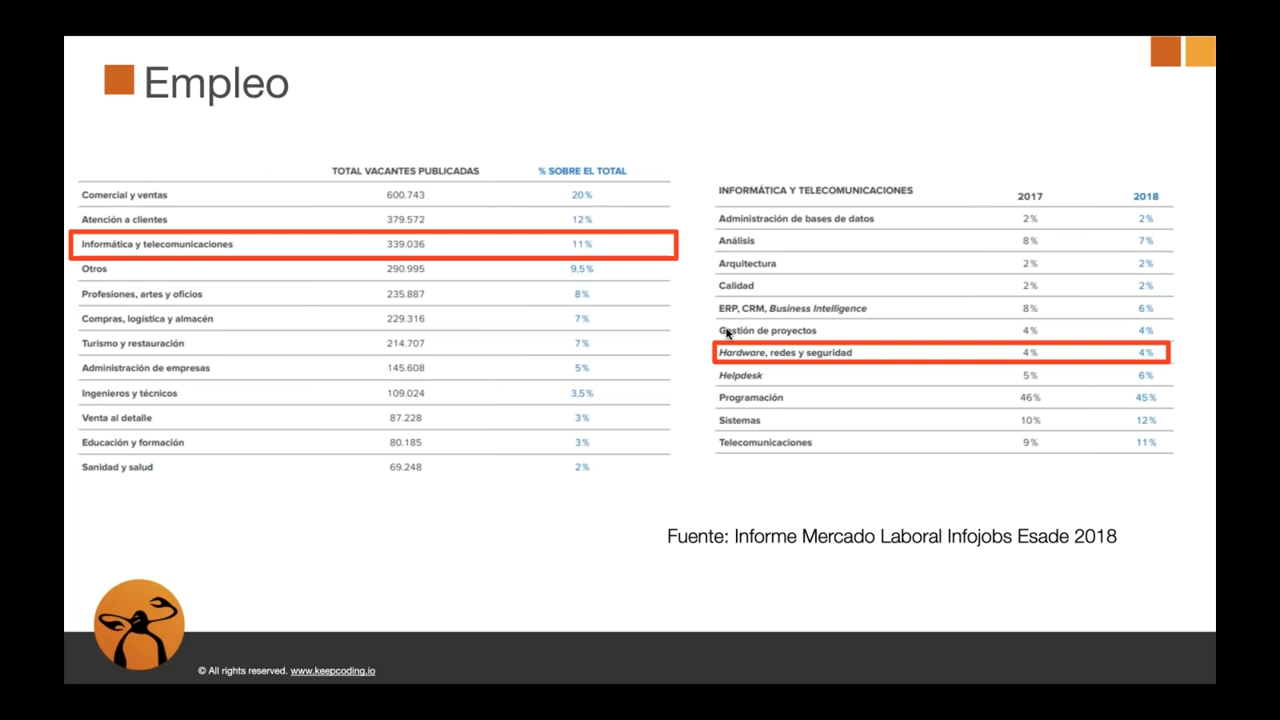 Empleo
TOTAL VACANTES PUBLICADAS % SOBRE EL TOTAL
Comercial y ventas 600.743 20%
Atención a clientes 379.572 12%
Informática y telecomunicaciones 339.036 11%
Otros 290.995 9,5%
Profesiones, artes y oficios 235.887 8%
Compras, logística y almacén 229.316 7%
Turismo y restauración 214.707 7%
Administración de empresas 145.608 5%
Ingenieros y técnicos 109.024 3,5%
Venta al detalle 87.228 3%
Educación y formación 80.185 3%
Sanidad y salud 69.248 2%
INFORMÁTICA Y TELECOMUNICACIONES 2017 2018
Administración de bases de datos 2% 2%
Análisis 8% 7%
Arquitectura 2% 2%
Calidad 2% 2%
ERP, CRM, Business Intelligence 8% 6%
Gestión de proyectos 4% 4%
Hardware, redes y seguridad 4% 4%
Helpdesk 5% 6%
Programación 46% 45%
Sistemas 10% 12%
Telecomunicaciones 9% 11%
Fuente: Informe Mercado Laboral Infojobs Esade 2018
© All rights reserved. www.keepcoding.io